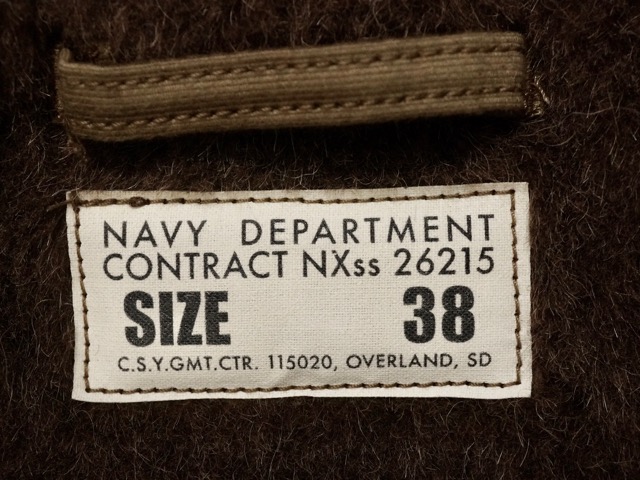 NAVY DEPARTMENT
CONTRACT NXss 26215
SIZE 38
C.S.Y.GMT.CTR. 115020, OVERLAND, SD